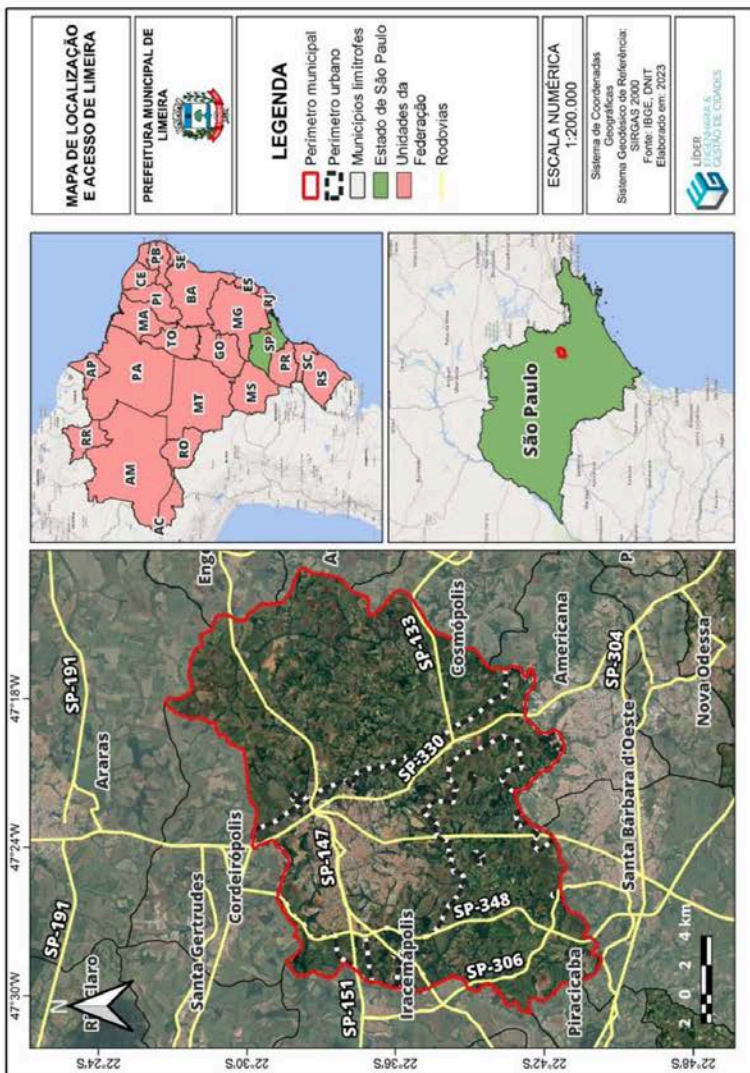 MAPA DE LOCALIZAÇÃO
E ACESSO DE LIMEIRA
PREFEITURA MUNICIPAL DE
LIMEIRA
LEGENDA
Perímetro municipal
Perímetro urbano
Municípios limítrofes
Estado de São Paulo
Unidades da
Federação
Rodovias
ESCALA NUMÉRICA
1:200.000
Sistema de Coordenadas
Geográficas
Sistema Geodésico de Referência:
SIRGAS 2000
Fonte: IBGE, DNIT
Elaborado em: 2023
LÍDER
ENGENHARIA &
GESTÃO DE CIDADES
RR
AP
AM
PA
MA
CE
PI
PB
SE
AC
RO
TO
MT
BA
GO
MG
ES
MS
SP
RJ
PR
SC
RS
São Paulo
47°30'W
47°24'W
47°18'W
22°24'S
22°30'S
22°36'S
22°42'S
22°48'S
N
SP-191
SP-191
Araras
Santa Gertrudes
Cordeirópolis
SP-147
SP-151
Iracemápolis
SP-330
SP-133
Cosmópolis
SP-348
SP-306
Piracicaba
Americana
SP-304
Santa Bárbara d'Oeste
Nova Odessa
2 0 2 4 km